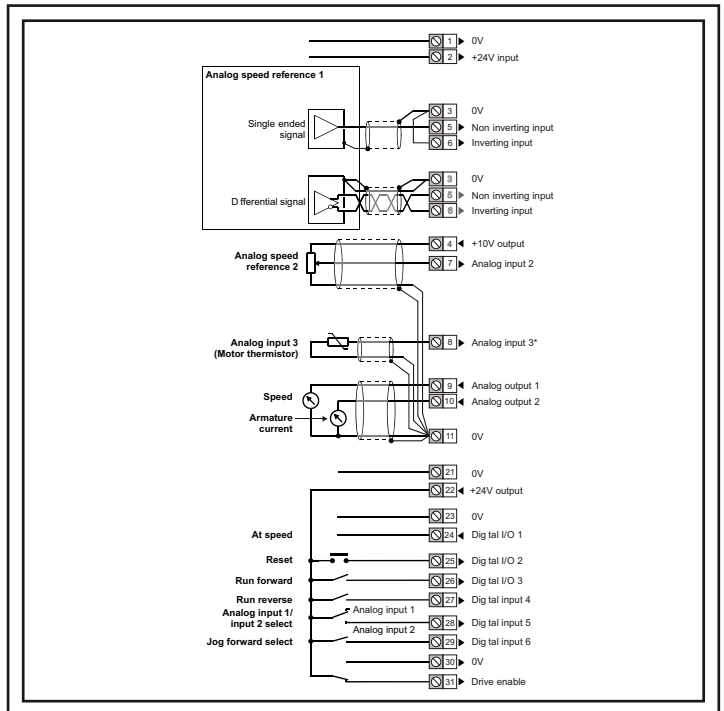 1 0V
2 +24V input
Analog speed reference 1
Single ended
signal
3 0V
5 Non inverting input
6 Inverting input
D fferential signal
3 0V
5 Non inverting input
6 Inverting input
4 +10V output
Analog speed
reference 2
7 Analog input 2
Analog input 3
(Motor thermistor)
8 Analog input 3*
Speed
9 Analog output 1
10 Analog output 2
Armature
current
11 0V
21 0V
22 +24V output
23 0V
At speed
24 Dig tal I/O 1
Reset
25 Dig tal I/O 2
Run forward
26 Dig tal I/O 3
Run reverse
27 Dig tal input 4
Analog input 1/
input 2 select
Analog input 1
28 Dig tal input 5
Analog input 2
Jog forward select
29 Dig tal input 6
30 0V
31 Drive enable